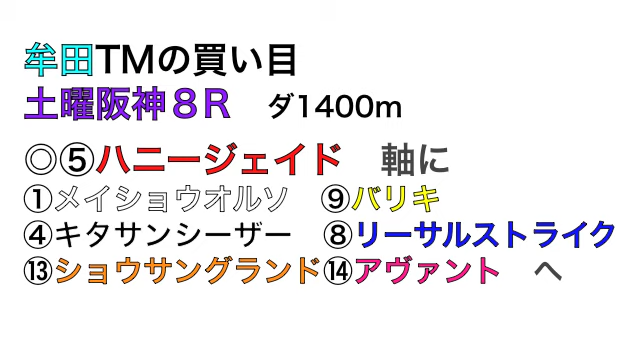 牟田TMの買い目
土曜阪神８R　ダ1400m
◎⑤ハニージェイド　軸に
①メイショウオルソ　⑨バリキ
④キタサンシーザー　⑧リーサルストライク
⑬ショウサングランド⑭アヴァント　へ